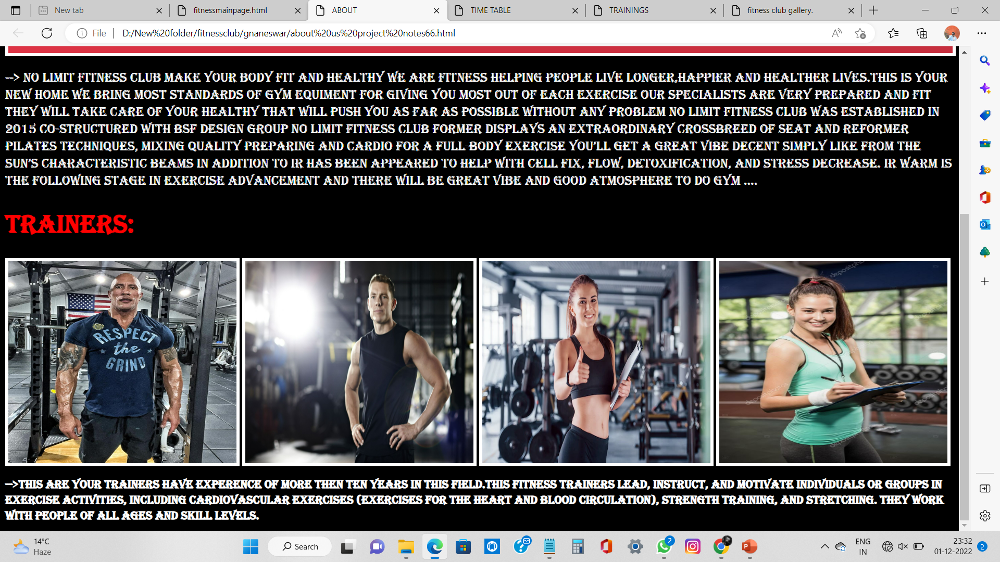 New tab
fitnessmainpage.html
ABOUT
TIME TABLE
TRAININGS
fitness club gallery.
File
D:/New%20folder/fitnessclub/gnaneswar/about%20us%20project%20notes66.html
--> NO LIMIT FITNESS CLUB MAKE YOUR BODY FIT AND HEALTHY WE ARE FITNESS HELPING PEOPLE LIVE LONGER,HAPPIER AND HEALTHER LIVES.THIS IS YOUR
NEW HOME WE BRING MOST STANDARDS OF GYM EQUIMENT FOR GIVING YOU MOST OUT OF EACH EXERCISE OUR SPECIALISTS ARE VERY PREPARED AND FIT
THEY WILL TAKE CARE OF YOUR HEALTHY THAT WILL PUSH YOU AS FAR AS POSSIBLE WITHOUT ANY PROBLEM NO LIMIT FITNESS CLUB WAS ESTABLISHED IN
2015 CO-STRUCTURED WITH BSF DESIGN GROUP NO LIMIT FITNESS CLUB FORMER DISPLAYS AN EXTRAORDINARY CROSSBREED OF SEAT AND REFORMER
PILATES TECHNIQUES, MIXING QUALITY PREPARING AND CARDIO FOR A FULL-BODY EXERCISE YOU'LL GET A GREAT VIBE DECENT SIMPLY LIKE FROM THE
SUN'S CHARACTERISTIC BEAMS IN ADDITION TO IR HAS BEEN APPEARED TO HELP WITH CELL FIX, FLOW, DETOXIFICATION, AND STRESS DECREASE. IR WARM IS
THE FOLLOWING STAGE IN EXERCISE ADVANCEMENT AND THERE WILL BE GREAT VIBE AND GOOD ATMOSPHERE TO DO GYM ....
TRAINERS:
RESPECT
the
GRIND
depositphotos
-->THIS ARE YOUR TRAINERS HAVE EXPERENCE OF MORE THEN TEN YEARS IN THIS FIELD.THIS FITNESS TRAINERS LEAD, INSTRUCT, AND MOTIVATE INDIVIDUALS OR GROUPS IN
EXERCISE ACTIVITIES, INCLUDING CARDIOVASCULAR EXERCISES (EXERCISES FOR THE HEART AND BLOOD CIRCULATION), STRENGTH TRAINING, AND STRETCHING. THEY WORK
WITH PEOPLE OF ALL AGES AND SKILL LEVELS.
14°C
Haze
Search
2
ENG
IN
23:32
01-12-2022
2